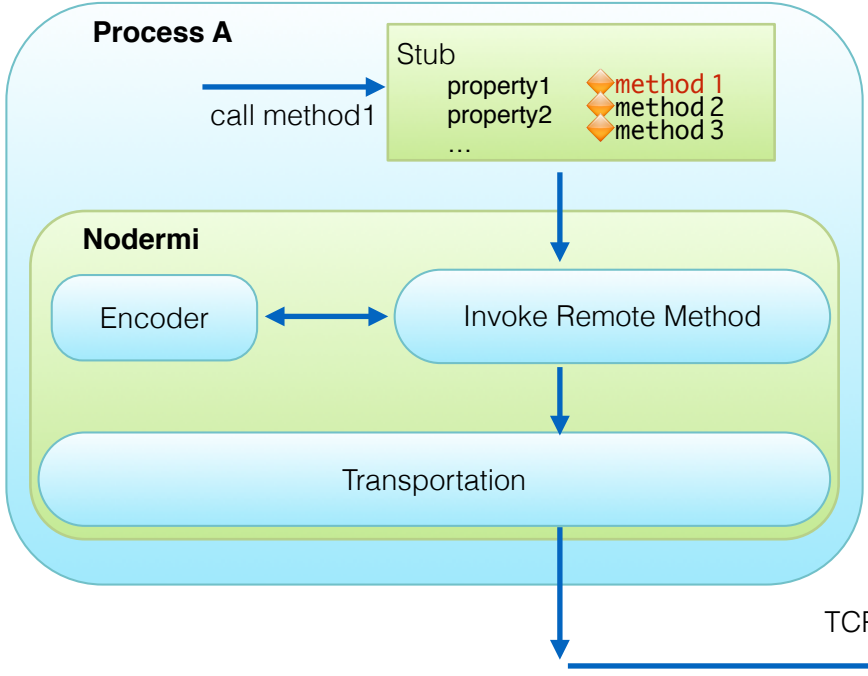 Process A
Stub
call method1
property1
property2
...
method 1
method 2
method 3
Nodermi
Encoder
Invoke Remote Method
Transportation